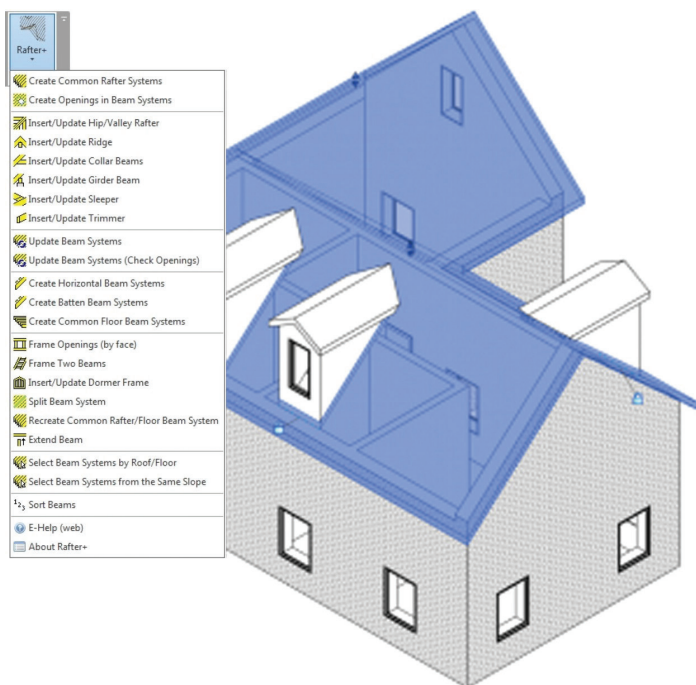 Rafter+
Create Common Rafter Systems
Create Openings in Beam Systems
Insert/Update Hip/Valley Rafter
Insert/Update Ridge
Insert/Update Collar Beams
Insert/Update Girder Beam
Insert/Update Sleeper
Insert/Update Trimmer
Update Beam Systems
Update Beam Systems (Check Openings)
Create Horizontal Beam Systems
Create Batten Beam Systems
Create Common Floor Beam Systems
Frame Openings (by face)
Frame Two Beams
Insert/Update Dormer Frame
Split Beam System
Recreate Common Rafter/Floor Beam System
Extend Beam
Select Beam Systems by Roof/Floor
Select Beam Systems from the Same Slope
123 Sort Beams
E-Help (web)
About Rafter+